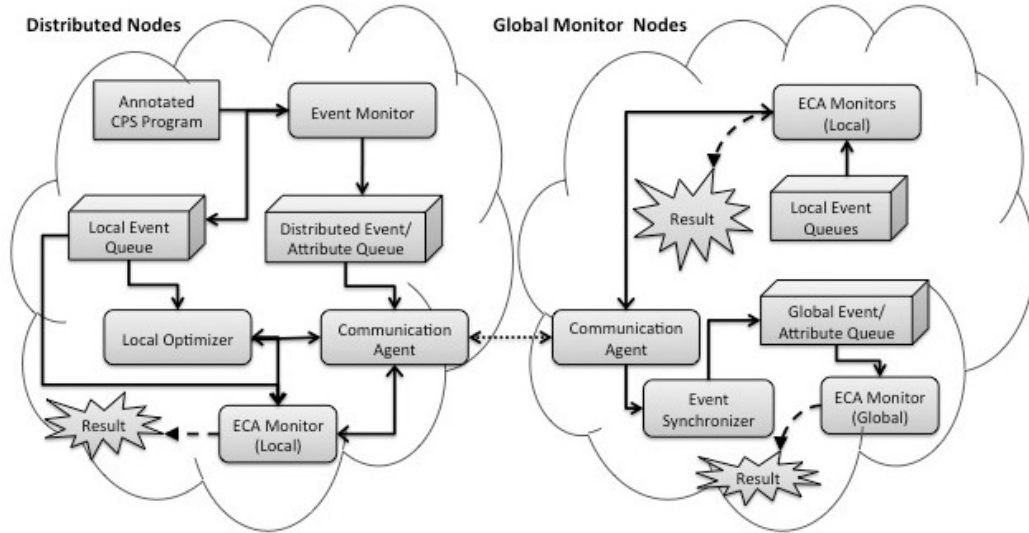 Distributed Nodes
Annotated
CPS Program
Event Monitor
Local Event
Queue
Distributed Event/
Attribute Queue
Local Optimizer
Communication
Agent
Result
ECA Monitor
(Local)
Global Monitor Nodes
ECA Monitors
(Local)
Result
Local Event
Queues
Global Event/
Attribute Queue
Communication
Agent
Event
Synchronizer
ECA Monitor
(Global)
Result